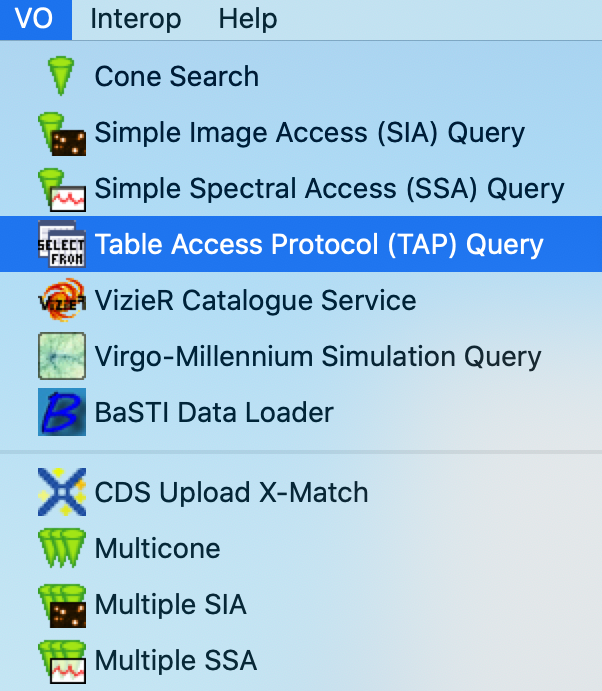 VO Interop Help
Cone Search
Simple Image Access (SIA) Query
Simple Spectral Access (SSA) Query
SELECT
FROM
Table Access Protocol (TAP) Query
VizieR
VizieR Catalogue Service
Virgo-Millennium Simulation Query
B
BaSTI Data Loader
CDS Upload X-Match
Multicone
Multiple SIA
Multiple SSA